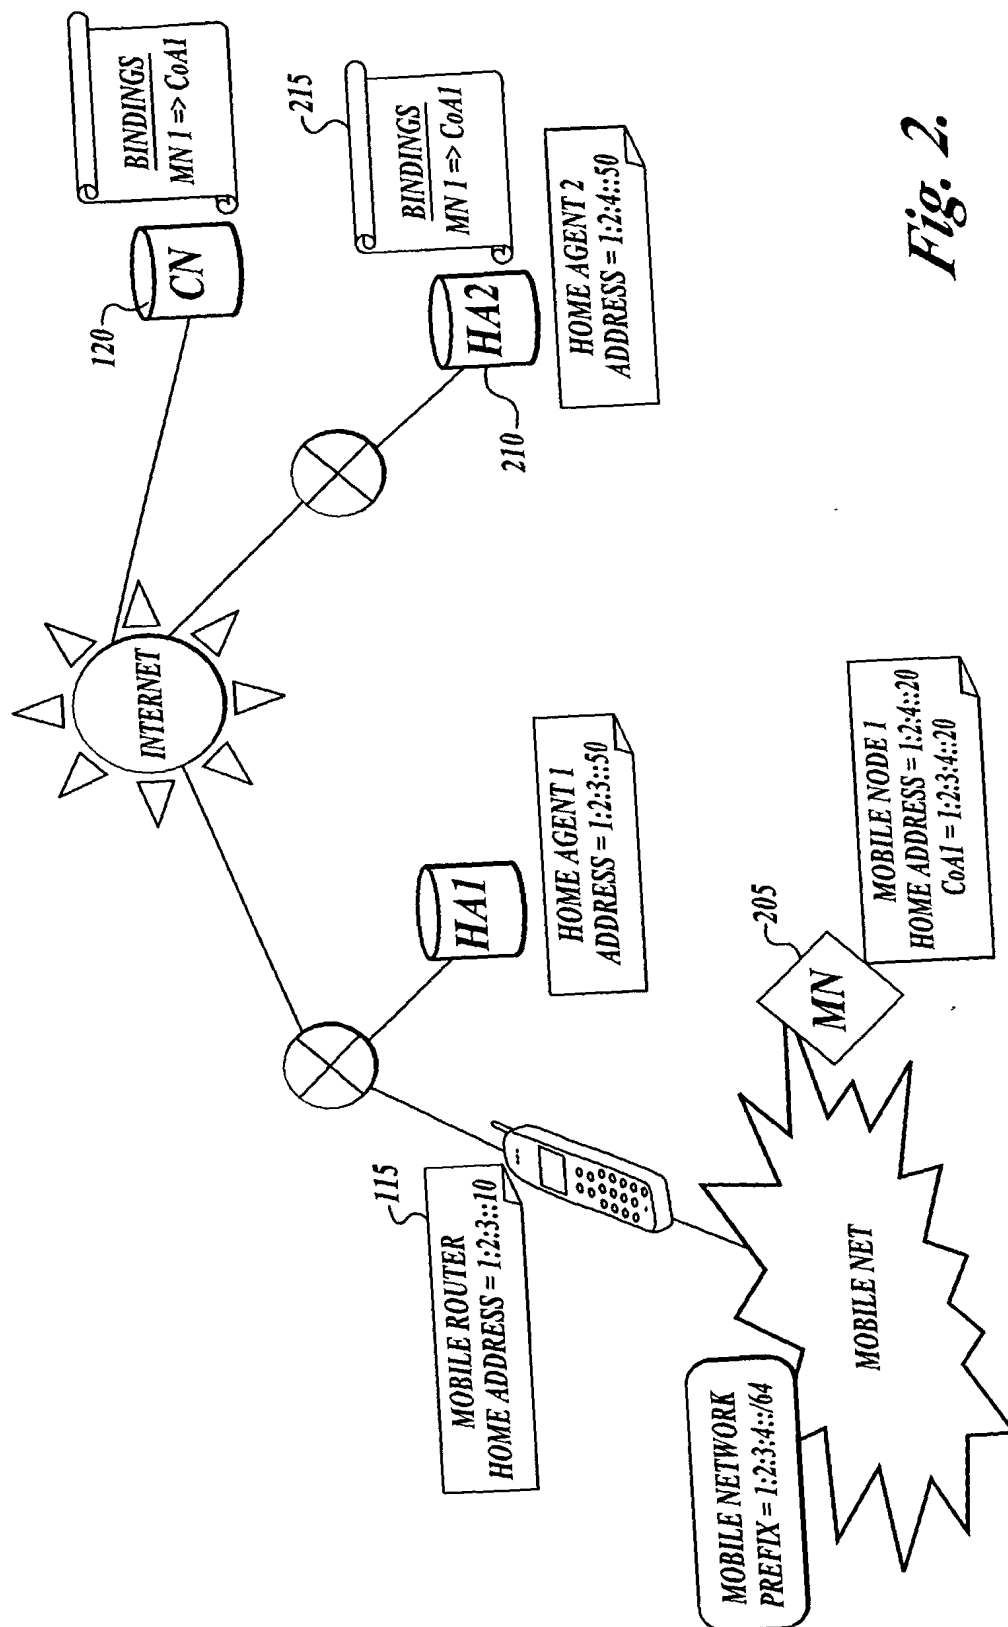 BINDINGS
MN 1 => CoA1
CN
120
215
BINDINGS
MN 1 => CoA1
HA2
210
HOME AGENT 2
ADDRESS = 1:2:4::50
INTERNET
HA1
HOME AGENT 1
ADDRESS = 1:2:3::50
115
MOBILE ROUTER
HOME ADDRESS = 1:2:3::10
205
MN
MOBILE NODE 1
HOME ADDRESS = 1:2:4::20
CoA1 = 1:2:3:4::20
MOBILE NET
MOBILE NETWORK
PREFIX = 1:2:3:4::/64
Fig. 2.